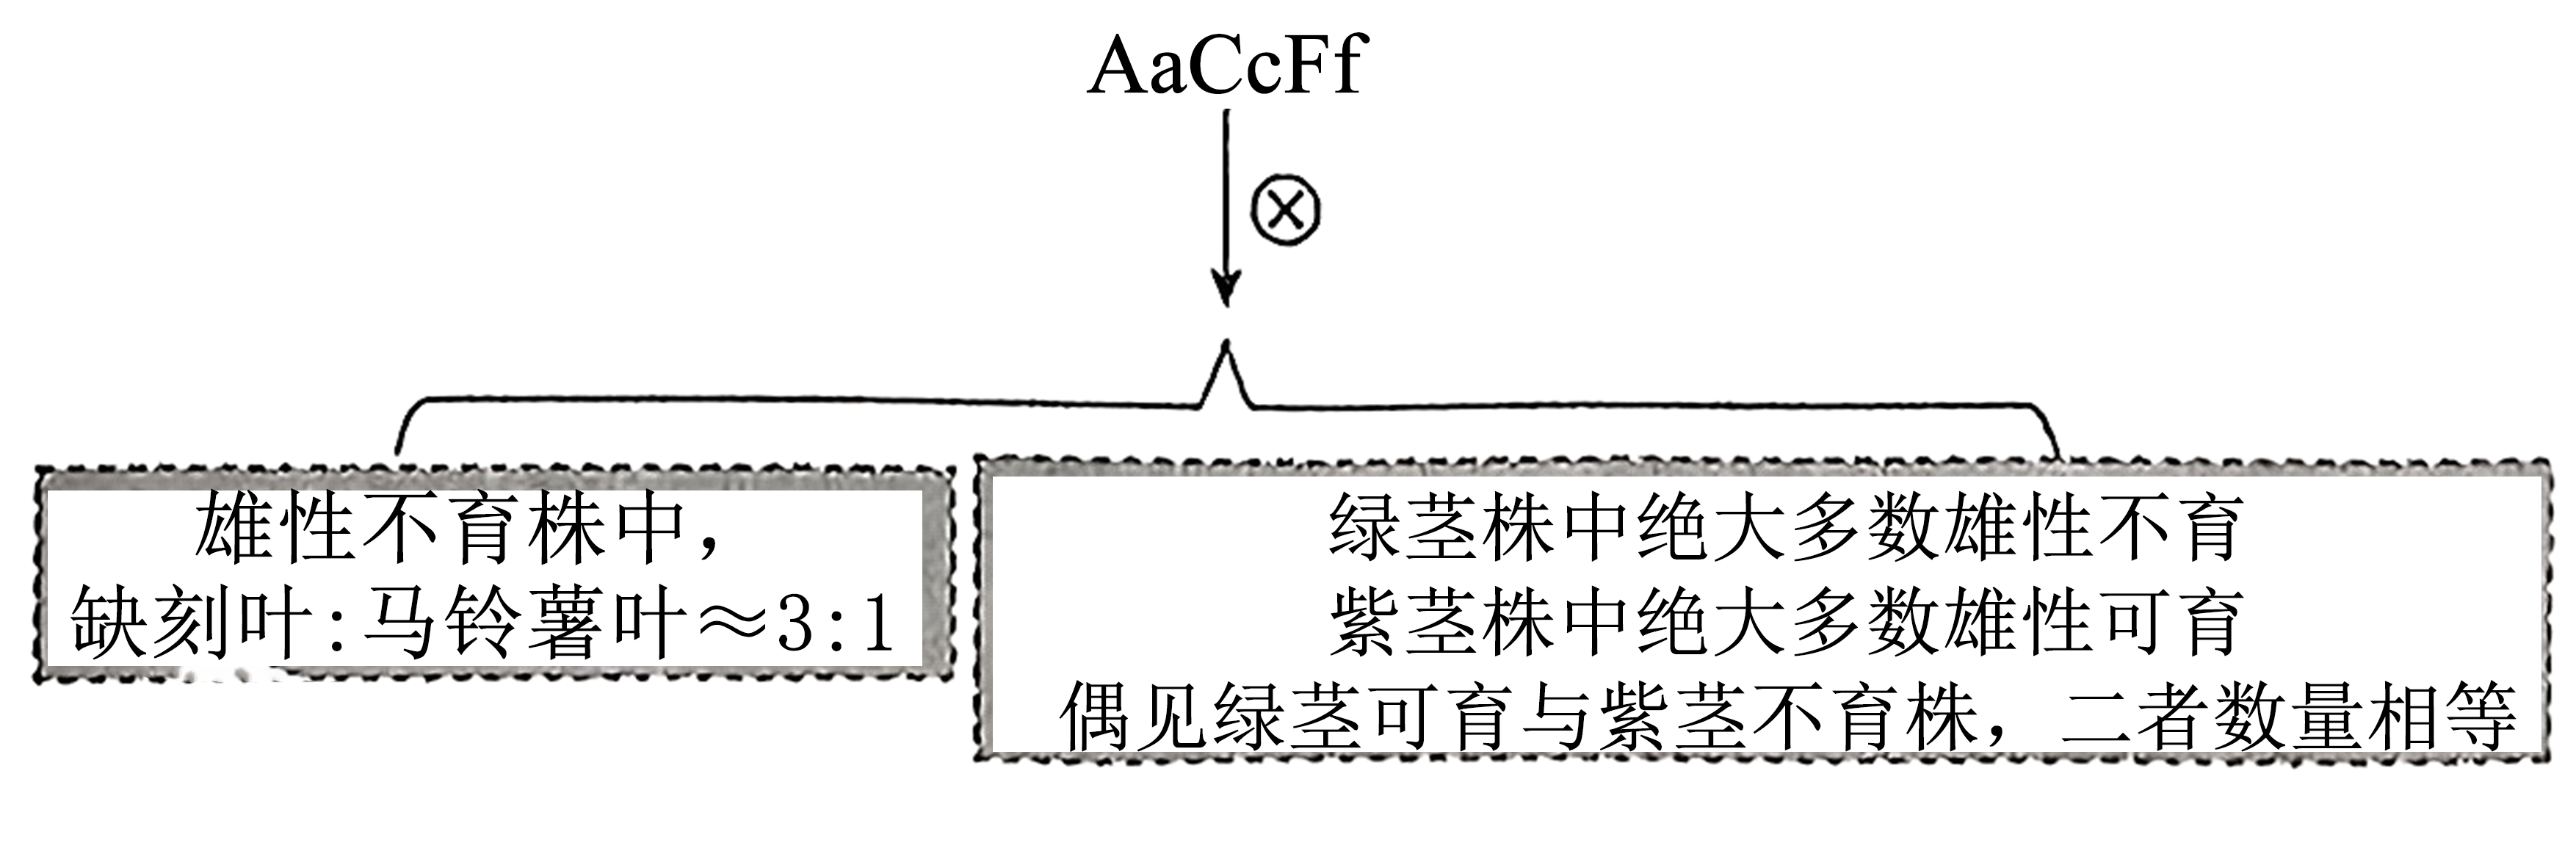 AaCcFf
雄性不育株中，
缺刻叶:马铃薯叶≈3:1
绿茎株中绝大多数雄性不育
紫茎株中绝大多数雄性可育
偶见绿茎可育与紫茎不育株，二者数量相等